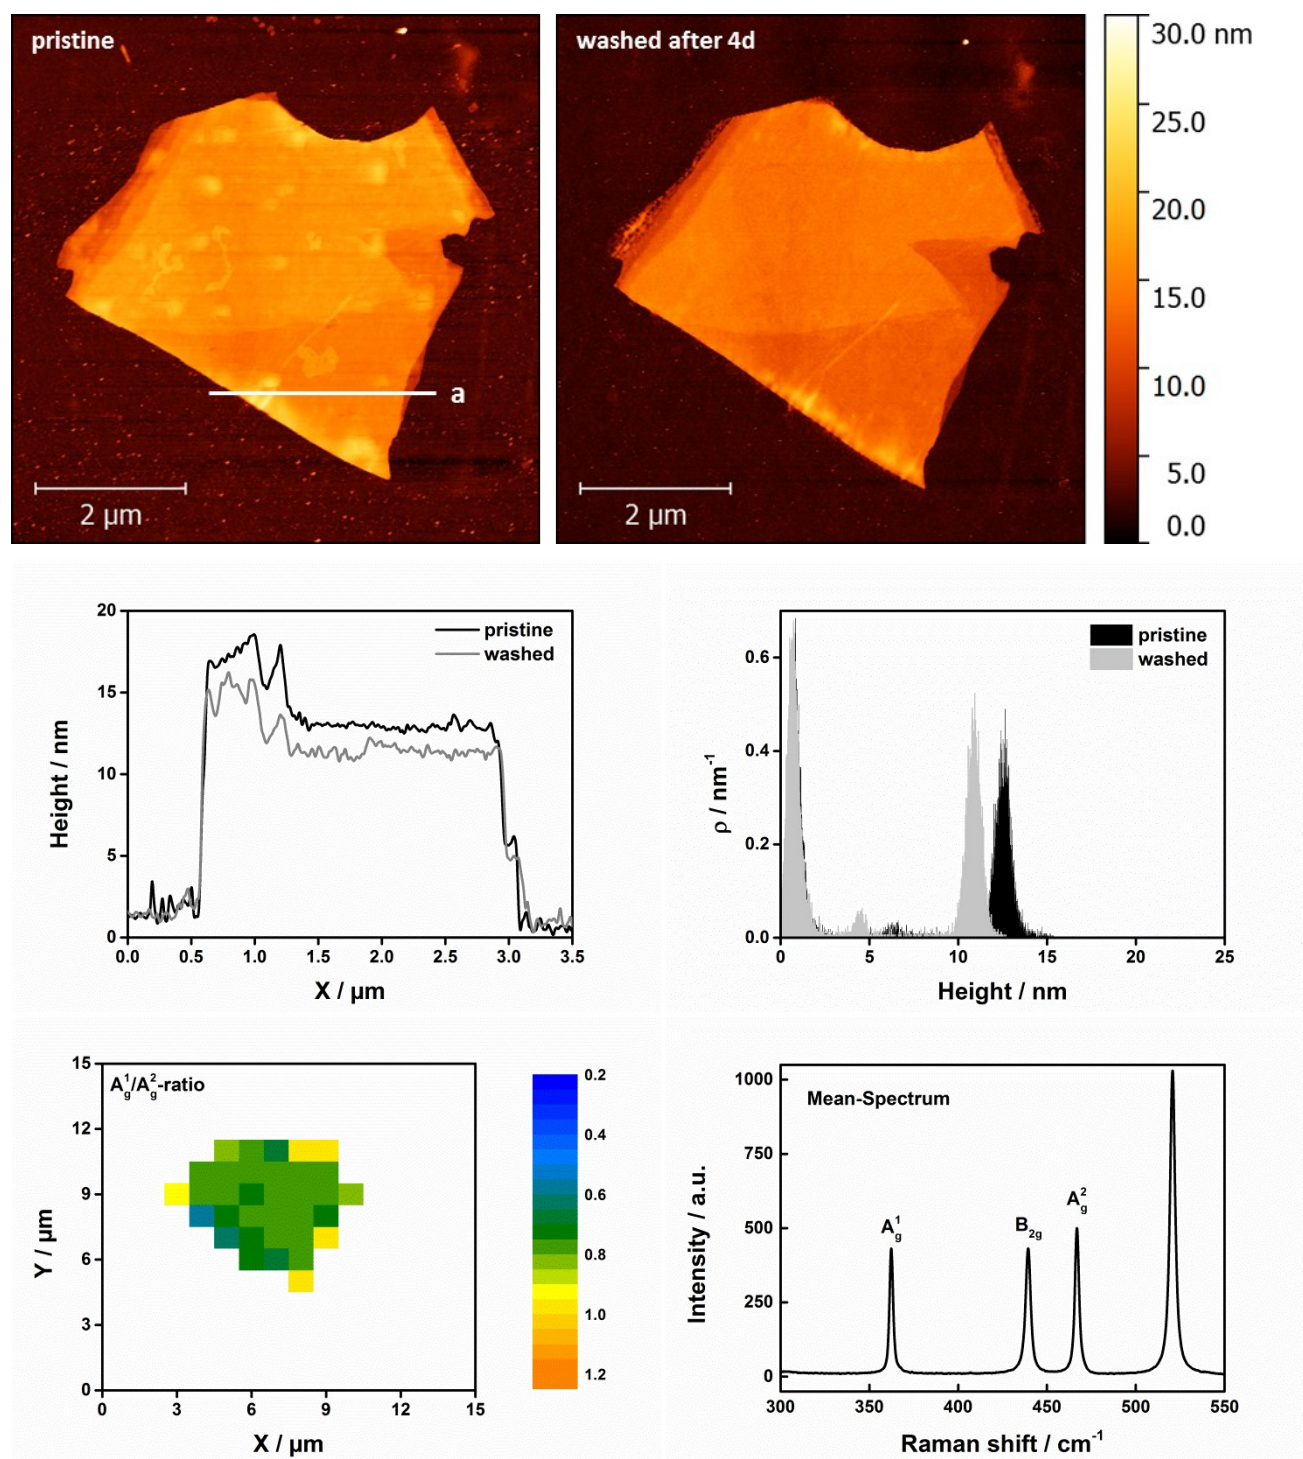 pristine
washed after 4d
30.0 nm
25.0
20.0
15.0
10.0
5.0
0.0
a
2 µm
2 µm
20
15
10
5
0
Height / nm
pristine
washed
0.0 0.5 1.0 1.5 2.0 2.5 3.0 3.5
X / µm
0.6
0.4
0.2
0.0
ρ / nm⁻¹
pristine
washed
0 5 10 15 20 25
Height / nm
15
12
9
6
3
0
Y / µm
A¹g/A²g-ratio
0 3 6 9 12 15
X / µm
0.2
0.4
0.6
0.8
1.0
1.2
1000
750
500
250
0
Intensity / a.u.
Mean-Spectrum
A¹g
B₂g
A²g
300 350 400 450 500 550
Raman shift / cm⁻¹